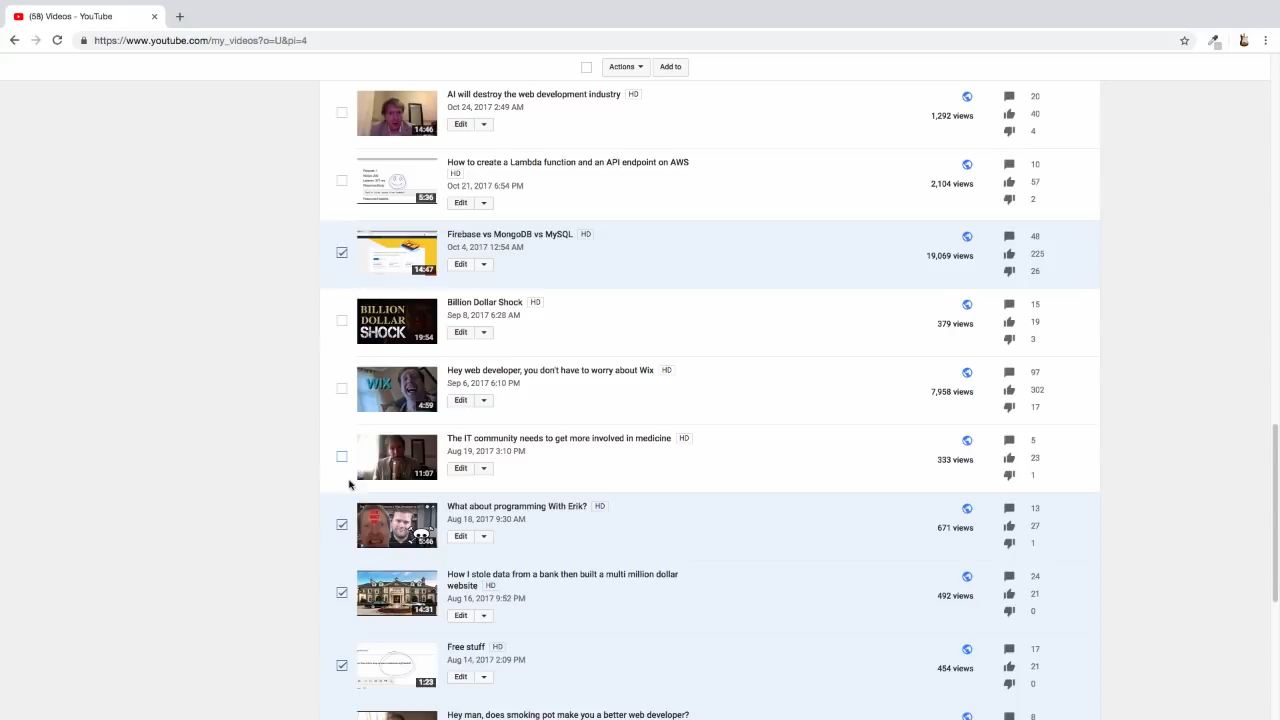 (58) Videos - YouTube
https://www.youtube.com/my_videos?o=U&pi=4
Actions
Add to
AI will destroy the web development industry HD
Oct 24, 2017 2:49 AM
Edit
14:46
1,292 views
20
40
4
How to create a Lambda function and an API endpoint on AWS
HD
Oct 21, 2017 6:54 PM
Edit
5:36
2,104 views
10
57
2
Firebase vs MongoDB vs MySQL HD
Oct 4, 2017 12:54 AM
Edit
14:47
19,069 views
48
225
26
BILLION
DOLLAR
SHOCK
19:54
Billion Dollar Shock HD
Sep 8, 2017 6:28 AM
Edit
379 views
15
19
3
WIX
4:59
Hey web developer, you don't have to worry about Wix HD
Sep 6, 2017 6:10 PM
Edit
7,958 views
97
302
17
The IT community needs to get more involved in medicine HD
Aug 19, 2017 3:10 PM
Edit
11:07
333 views
5
23
1
What about programming With Erik? HD
Aug 18, 2017 9:30 AM
Edit
5:46
671 views
13
27
1
How I stole data from a bank then built a multi million dollar
website HD
Aug 16, 2017 9:52 PM
Edit
14:31
492 views
24
21
0
Free stuff HD
Aug 14, 2017 2:09 PM
Edit
1:23
454 views
17
21
0
Hey man, does smoking pot make you a better web developer?
8